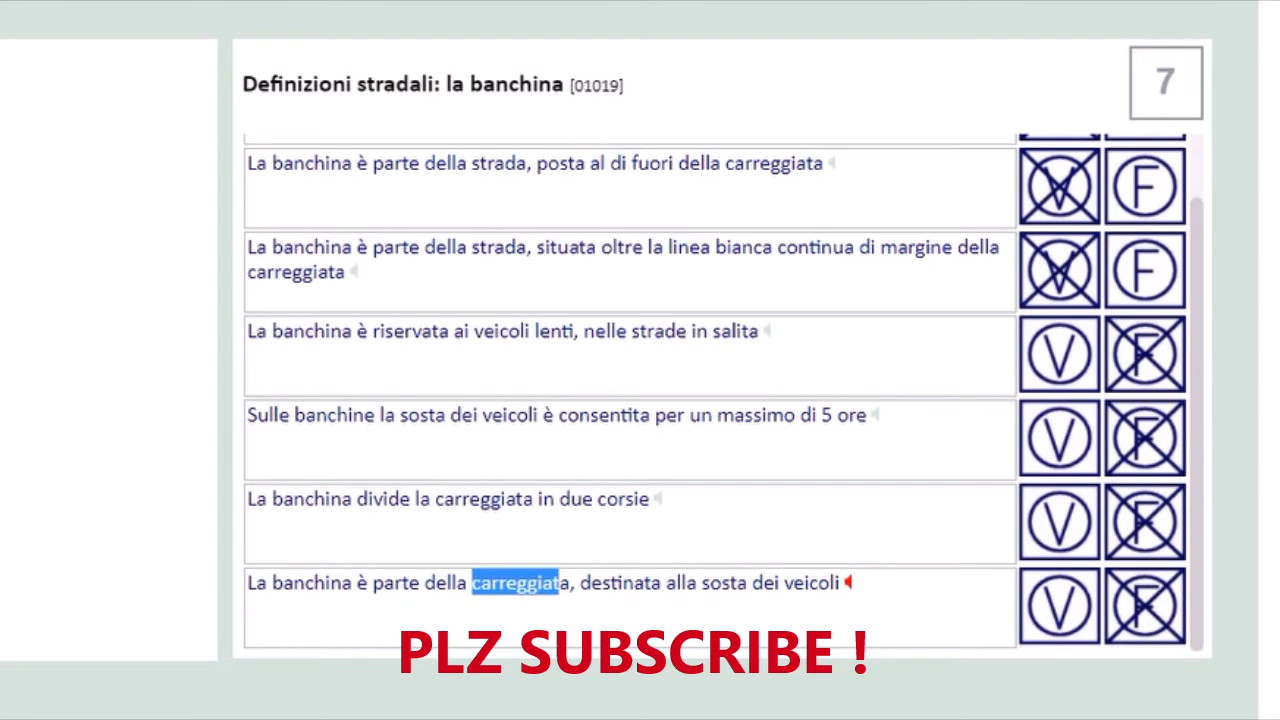 Definizioni stradali: la banchina [01019]
7
La banchina è parte della strada, posta al di fuori della carreggiata
V F
La banchina è parte della strada, situata oltre la linea bianca continua di margine della
carreggiata
V F
La banchina è riservata ai veicoli lenti, nelle strade in salita
V F
Sulle banchine la sosta dei veicoli è consentita per un massimo di 5 ore
V F
La banchina divide la carreggiata in due corsie
V F
La banchina è parte della carreggiata, destinata alla sosta dei veicoli
V F
PLZ SUBSCRIBE !